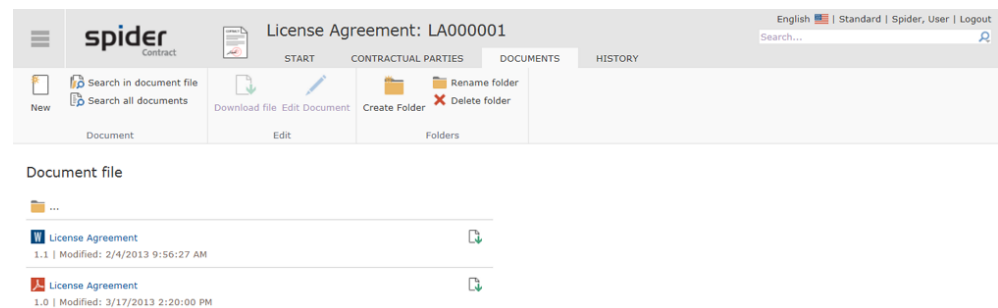 English | Standard | Spider, User | Logout
spider
Contract
License Agreement: LA000001
Search...
START CONTRACTUAL PARTIES DOCUMENTS HISTORY
New
Search in document file
Search all documents
Document
Download file Edit Document
Edit
Create Folder
Rename folder
Delete folder
Folders
Document file
...
License Agreement
1.1 | Modified: 2/4/2013 9:56:27 AM
License Agreement
1.0 | Modified: 3/17/2013 2:20:00 PM